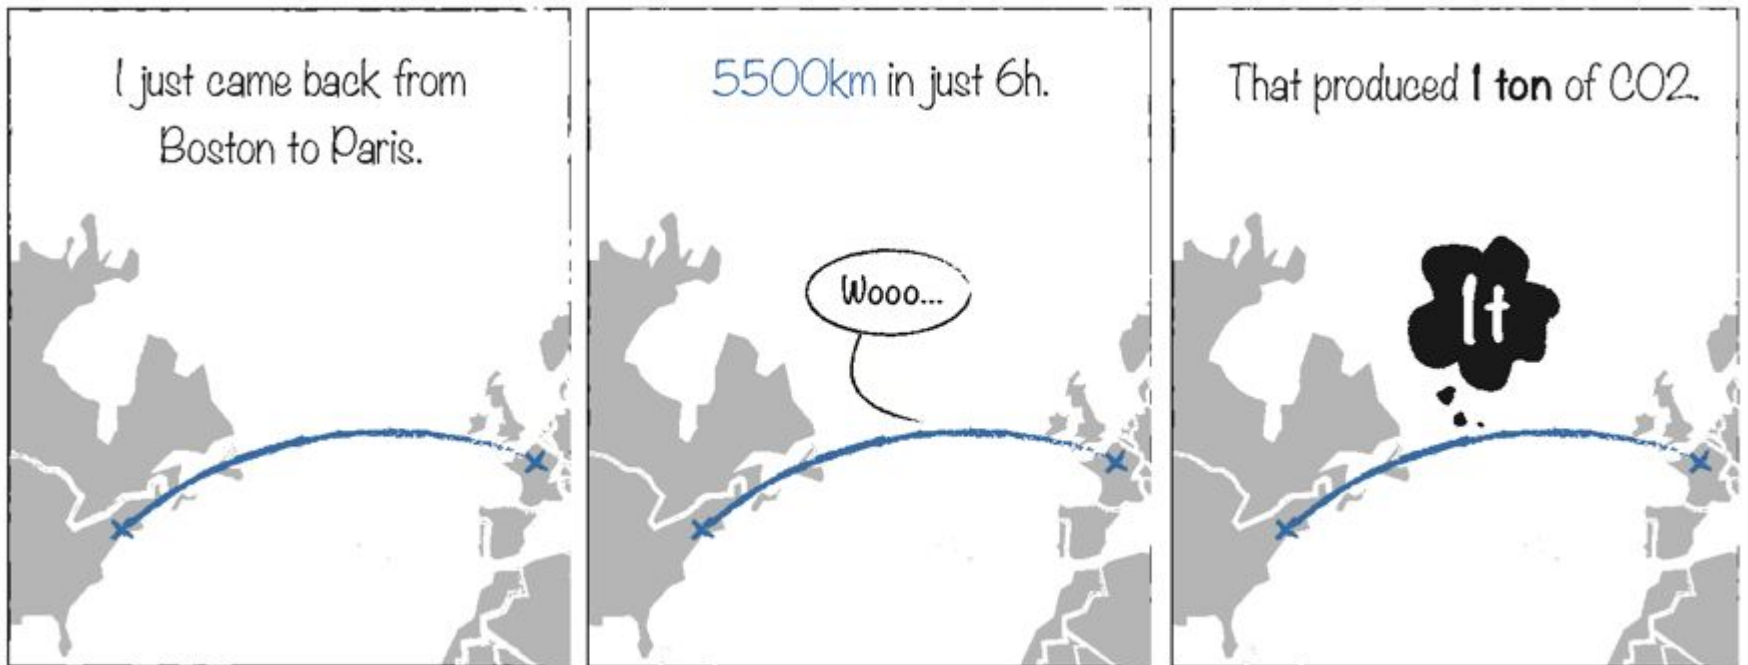 I just came back from
Boston to Paris.
5500km in just 6h.
Wooo...
That produced 1 ton of CO2.
1t